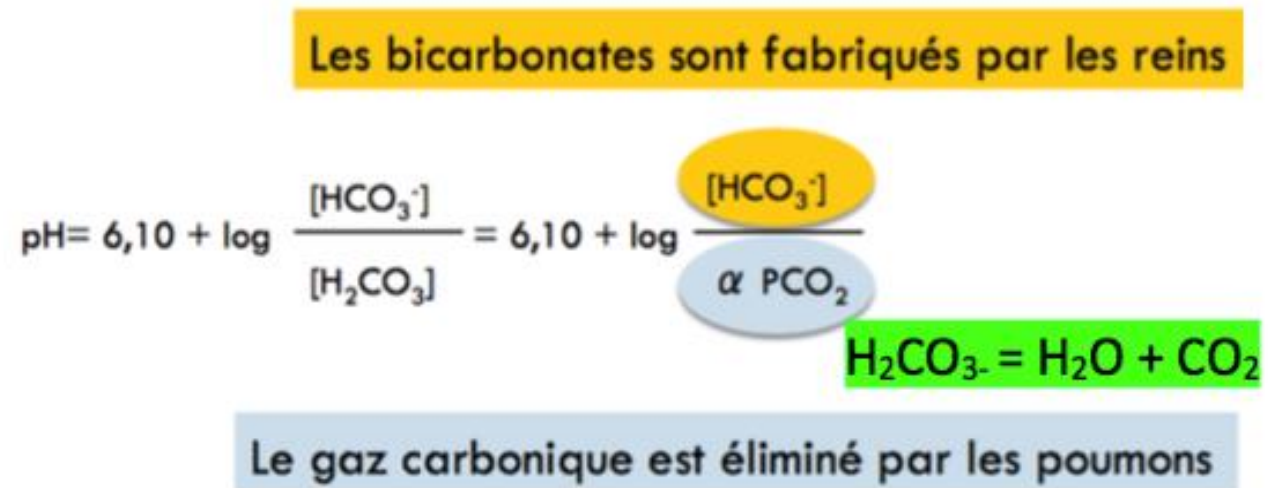 Les bicarbonates sont fabriqués par les reins
pH= 6,10 + log [HCO₃⁻] / [H₂CO₃] = 6,10 + log [HCO₃⁻] / α PCO₂
H₂CO₃₋ = H₂O + CO₂
Le gaz carbonique est éliminé par les poumons